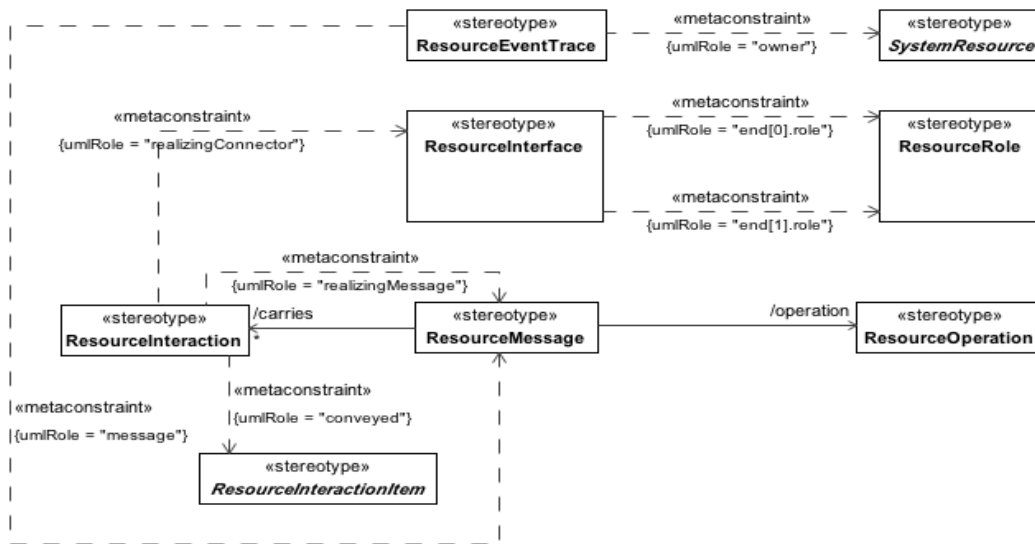 «stereotype»
ResourceEventTrace
«metaconstraint»
{umlRole = "owner"}
«stereotype»
SystemResource
«metaconstraint»
{umlRole = "realizingConnector"}
«stereotype»
ResourceInterface
«metaconstraint»
{umlRole = "end[0].role"}
«metaconstraint»
{umlRole = "end[1].role"}
«stereotype»
ResourceRole
«metaconstraint»
{umlRole = "realizingMessage"}
«stereotype»
ResourceInteraction
/carries
*
«stereotype»
ResourceMessage
/operation
«stereotype»
ResourceOperation
«metaconstraint»
{umlRole = "message"}
«metaconstraint»
{umlRole = "conveyed"}
«stereotype»
ResourceInteractionItem